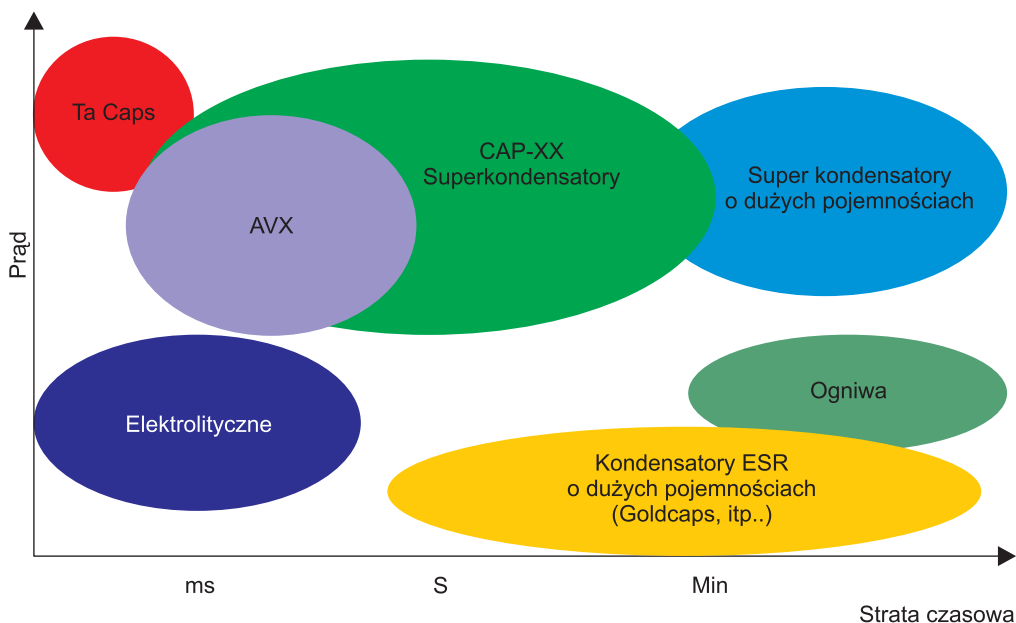 Ta Caps
CAP-XX
Superkondensatory
Super kondensatory
o dużych pojemnościach
AVX
Prąd
Ogniwa
Elektrolityczne
Kondensatory ESR
o dużych pojemnościach
(Goldcaps, itp..)
ms
S
Min
Strata czasowa